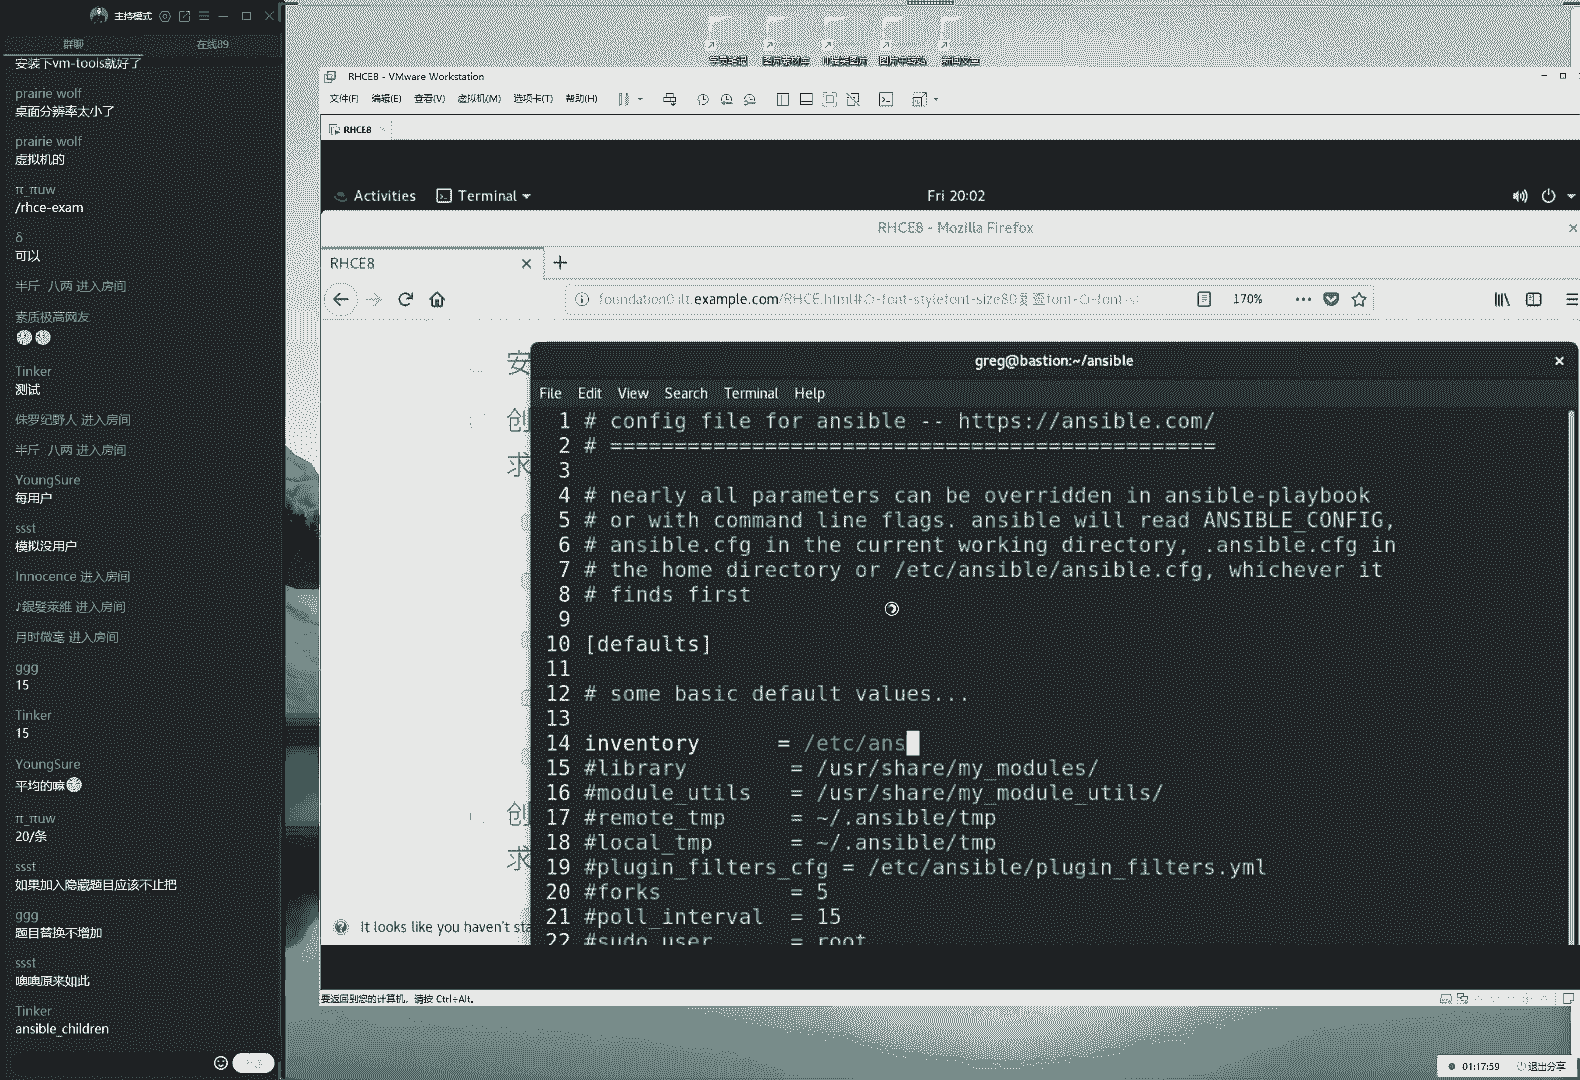 主持模式
群聊
在线89
安装下vm-tools就好了
prairie wolf
桌面分辨率太小了
prairie wolf
虚拟机的
π_πuw
/rhce-exam
δ
可以
半斤 八两 进入房间
素质极高网友
Tinker
测试
侏罗纪野人 进入房间
半斤 八两 进入房间
YoungSure
每用户
ssst
模拟没用户
Innocence 进入房间
♪銀髮萊維 进入房间
月时微毫 进入房间
ggg
15
Tinker
15
YoungSure
平均的嘛
π_πuw
20/条
ssst
如果加入隐藏题目应该不止把
ggg
题目替换不增加
ssst
噢噢原来如此
Tinker
ansible_children
RHCE8 - VMware Workstation
文件(F) 编辑(E) 查看(V) 虚拟机(M) 选项卡(T) 帮助(H)
RHCE8
Activities Terminal Fri 20:02
RHCE8 - Mozilla Firefox
RHCE8
170%
安
创
求
创
求
It looks like you haven't sta
greg@bastion:~/ansible
File Edit View Search Terminal Help
1 # config file for ansible -- https://ansible.com/
2 # ===============================================
3
4 # nearly all parameters can be overridden in ansible-playbook
5 # or with command line flags. ansible will read ANSIBLE_CONFIG,
6 # ansible.cfg in the current working directory, .ansible.cfg in
7 # the home directory or /etc/ansible/ansible.cfg, whichever it
8 # finds first
9
10 [defaults]
11
12 # some basic default values...
13
14 inventory = /etc/ans
15 #library = /usr/share/my_modules/
16 #module_utils = /usr/share/my_module_utils/
17 #remote_tmp = ~/.ansible/tmp
18 #local_tmp = ~/.ansible/tmp
19 #plugin_filters_cfg = /etc/ansible/plugin_filters.yml
20 #forks = 5
21 #poll_interval = 15
22 #sudo_user = root
要返回到您的计算机，请按 Ctrl+Alt。
01:17:59 退出分享